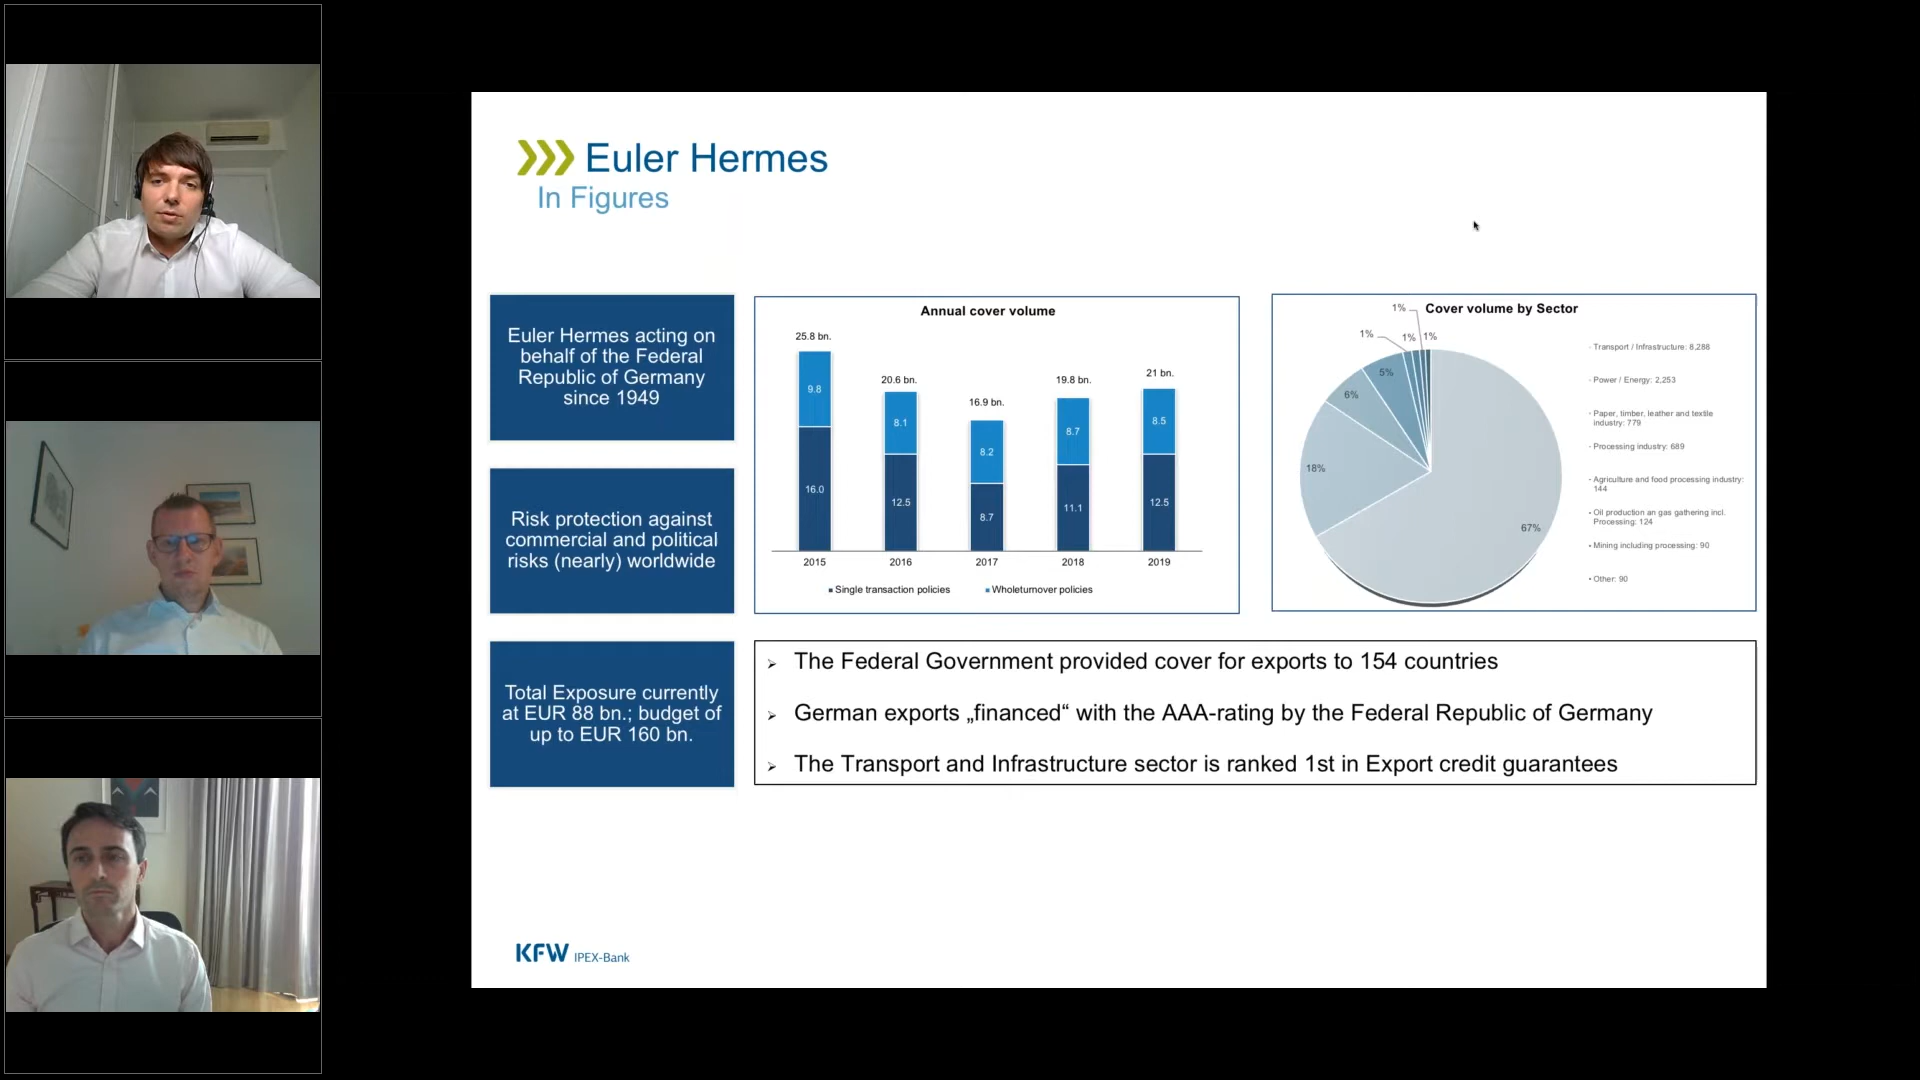 Euler Hermes
In Figures
Euler Hermes acting on
behalf of the Federal
Republic of Germany
since 1949
Risk protection against
commercial and political
risks (nearly) worldwide
Total Exposure currently
at EUR 88 bn.; budget of
up to EUR 160 bn.
Annual cover volume
25.8 bn.
20.6 bn.
16.9 bn.
19.8 bn.
21 bn.
9.8
8.1
8.2
8.7
8.5
16.0
12.5
8.7
11.1
12.5
2015
2016
2017
2018
2019
Single transaction policies
Wholeturnover policies
Cover volume by Sector
1%
1%
1%
1%
5%
6%
18%
67%
- Transport / Infrastructure: 8,288
- Power / Energy: 2,253
- Paper, timber, leather and textile
industry: 779
- Processing industry: 689
- Agriculture and food processing industry:
144
• Oil production an gas gathering incl.
Processing: 124
• Mining including processing: 90
• Other: 90
The Federal Government provided cover for exports to 154 countries
German exports „financed“ with the AAA-rating by the Federal Republic of Germany
The Transport and Infrastructure sector is ranked 1st in Export credit guarantees
KFW IPEX-Bank